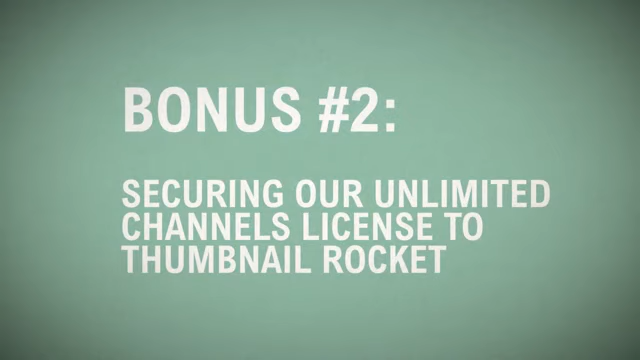 BONUS #2:
SECURING OUR UNLIMITED
CHANNELS LICENSE TO
THUMBNAIL ROCKET